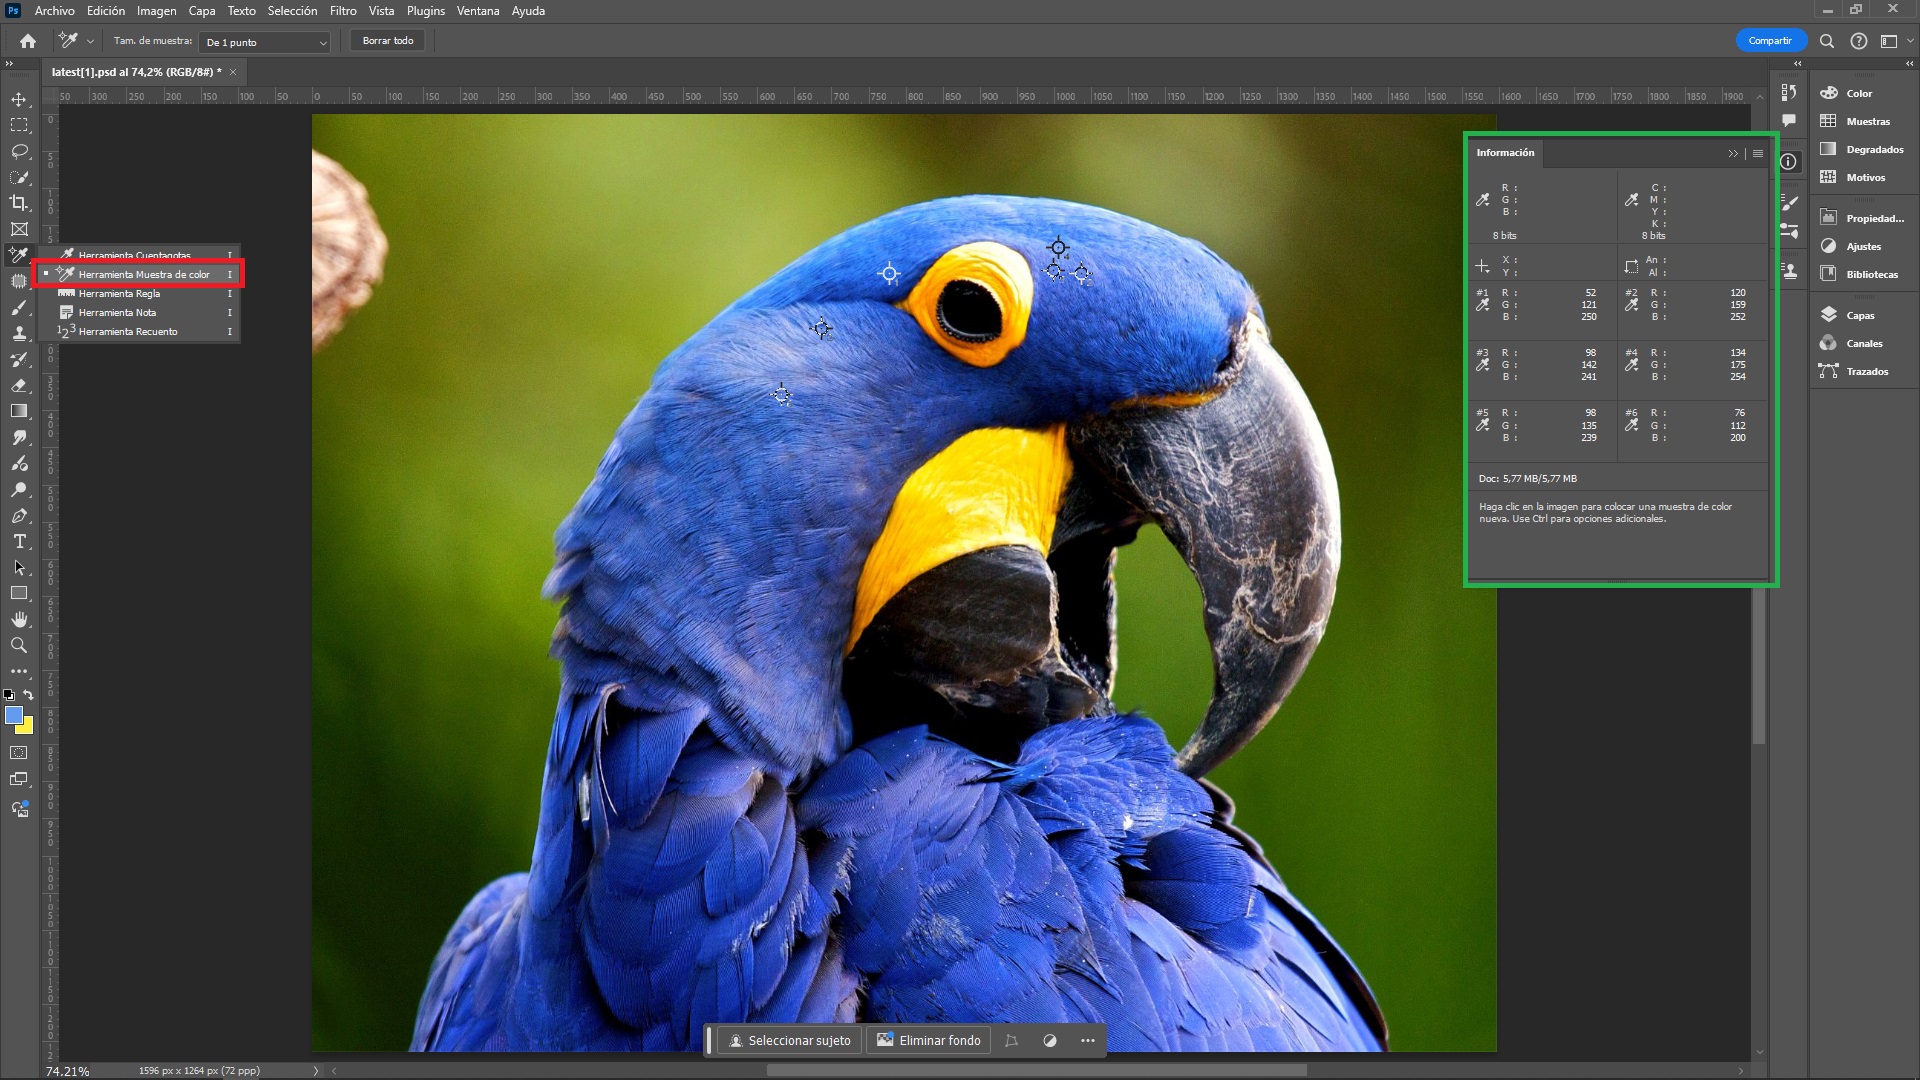 Ps Archivo Edición Imagen Capa Texto Selección Filtro Vista Plugins Ventana Ayuda
Tam. de muestra: De 1 punto Borrar todo Compartir
latest[1].psd al 74,2% (RGB/8#) * ×
50 300 250 200 150 100 50 0 50 100 150 200 250 300 350 400 450 500 550 600 650 700 750 800 850 900 950 1000 1050 1100 1150 1200 1250 1300 1350 1400 1450 1500 1550 1590 1650 1700 1750 1800 1850 1900
Herramienta Cuentagotas I
Herramienta Muestra de color I
Herramienta Regla I
Herramienta Nota I
Herramienta Recuento I
Información
R : C :
G : M :
B : Y :
K :
8 bits 8 bits
X : An :
Y : Al :
#1 R : 52 #2 R : 120
G : 121 G : 159
B : 250 B : 252
#3 R : 98 #4 R : 134
G : 142 G : 175
B : 241 B : 254
#5 R : 98 #6 R : 76
G : 135 G : 112
B : 239 B : 200
Doc: 5,77 MB/5,77 MB
Haga clic en la imagen para colocar una muestra de color
nueva. Use Ctrl para opciones adicionales.
Color
Muestras
Degradados
Motivos
Propiedad...
Ajustes
Bibliotecas
Capas
Canales
Trazados
Seleccionar sujeto Eliminar fondo
74.21% 1596 px x 1264 px (72 ppp)